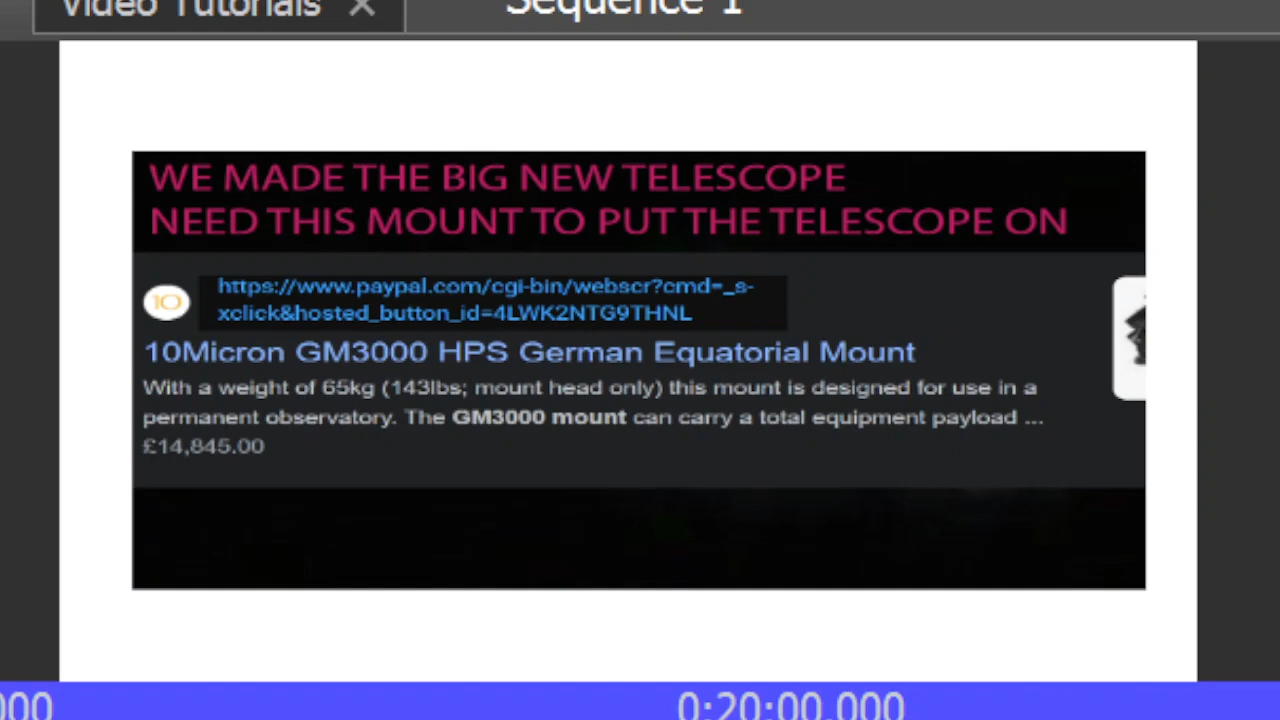 Video Tutorials ×
Sequence 1
WE MADE THE BIG NEW TELESCOPE
NEED THIS MOUNT TO PUT THE TELESCOPE ON
10
https://www.paypal.com/cgi-bin/webscr?cmd=_s-
xclick&hosted_button_id=4LWK2NTG9THNL
10Micron GM3000 HPS German Equatorial Mount
With a weight of 65kg (143lbs; mount head only) this mount is designed for use in a
permanent observatory. The GM3000 mount can carry a total equipment payload ...
£14,845.00
000 0:20:00.000